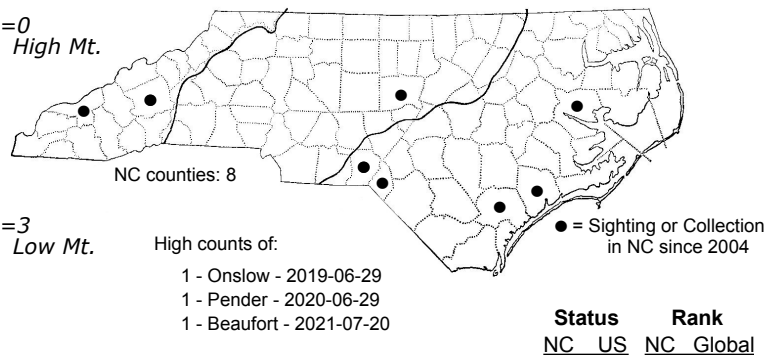 =0
High Mt.
NC counties: 8
=3
Low Mt.
● = Sighting or Collection
in NC since 2004
High counts of:
1 - Onslow - 2019-06-29
1 - Pender - 2020-06-29
1 - Beaufort - 2021-07-20
Status Rank
NC US NC Global